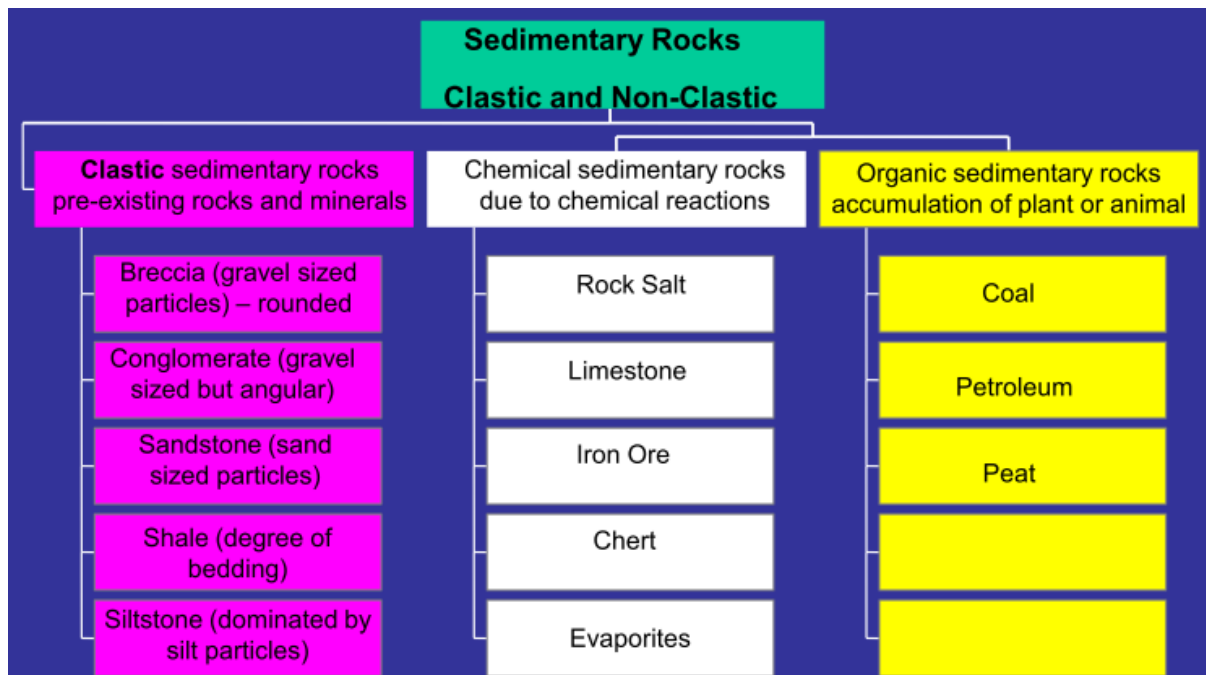 Sedimentary Rocks
Clastic and Non-Clastic
Clastic sedimentary rocks
pre-existing rocks and minerals
Breccia (gravel sized
particles) – rounded
Conglomerate (gravel
sized but angular)
Sandstone (sand
sized particles)
Shale (degree of
bedding)
Siltstone (dominated by
silt particles)
Chemical sedimentary rocks
due to chemical reactions
Rock Salt
Limestone
Iron Ore
Chert
Evaporites
Organic sedimentary rocks
accumulation of plant or animal
Coal
Petroleum
Peat